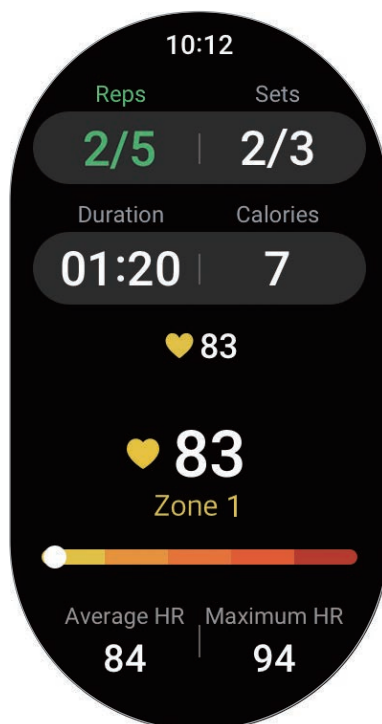 10:12
Reps Sets
2/5 2/3
Duration Calories
01:20 7
83
83
Zone 1
Average HR Maximum HR
84 94